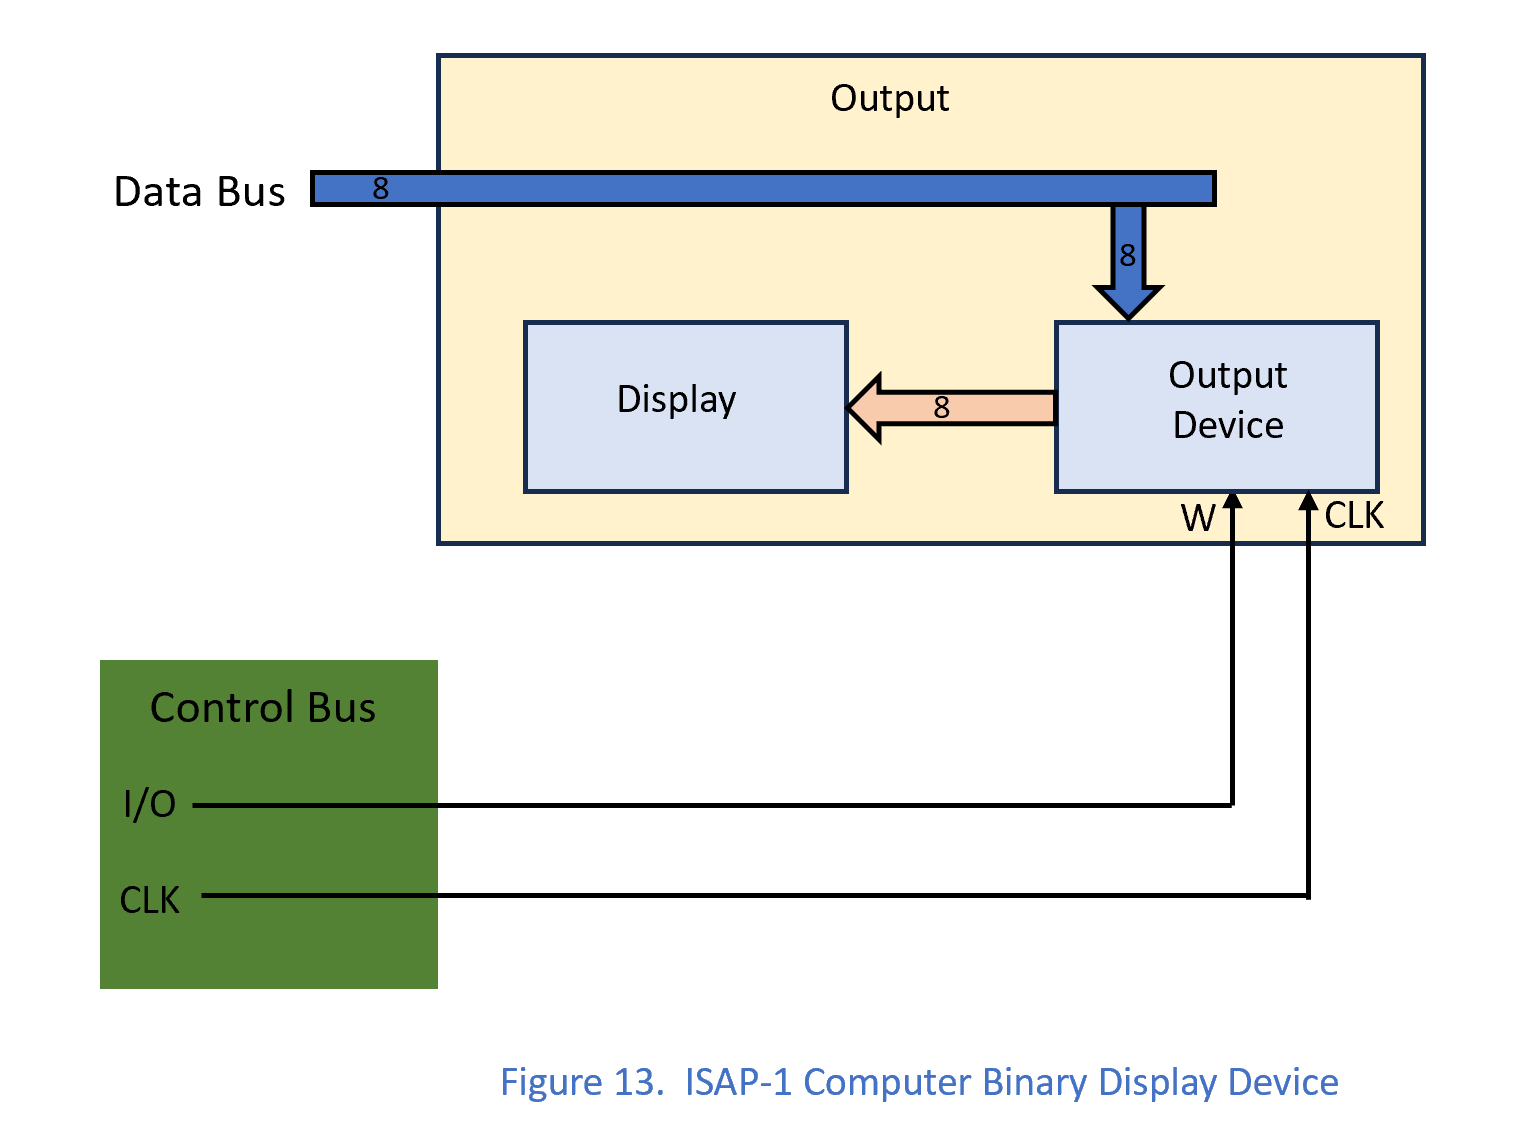 Output
Data Bus
8
8
Display
8
Output
Device
W
CLK
Control Bus
I/O
CLK
Figure 13.  ISAP-1 Computer Binary Display Device